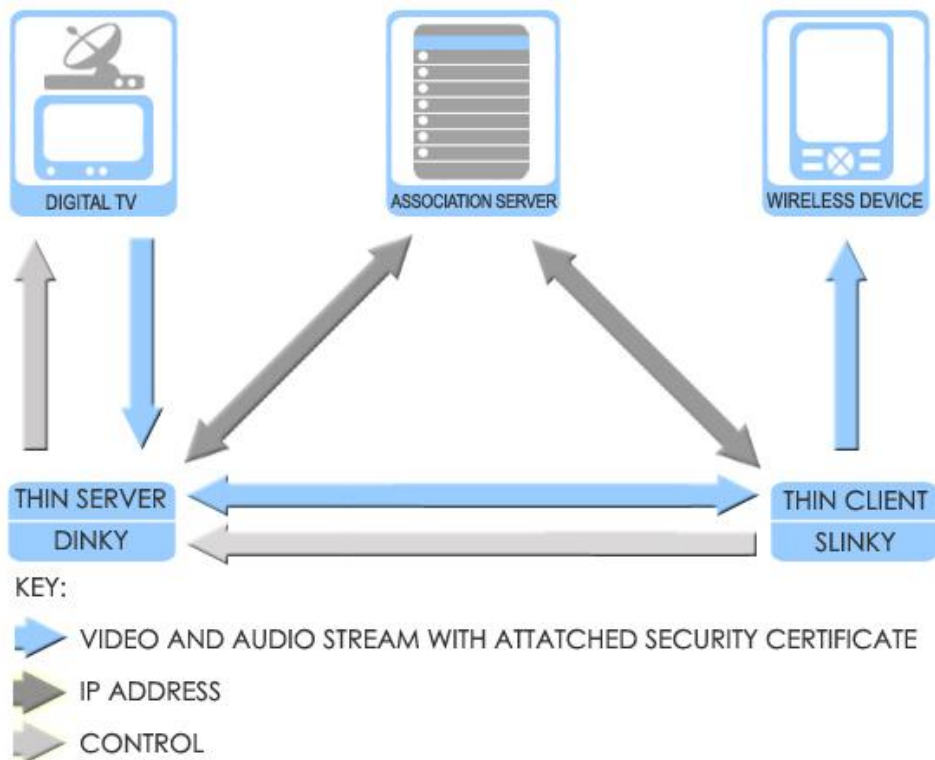 DIGITAL TV
ASSOCIATION SERVER
WIRELESS DEVICE
THIN SERVER
DINKY
THIN CLIENT
SLINKY
KEY:
VIDEO AND AUDIO STREAM WITH ATTATCHED SECURITY CERTIFICATE
IP ADDRESS
CONTROL